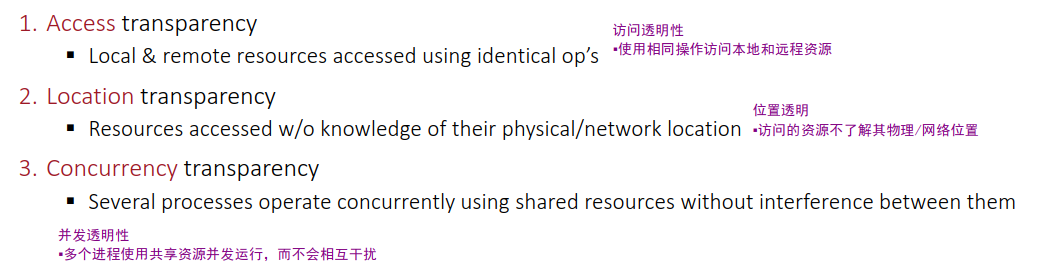 1. Access transparency
访问透明性
▪ Local & remote resources accessed using identical op’s
▪使用相同操作访问本地和远程资源
2. Location transparency
位置透明
▪ Resources accessed w/o knowledge of their physical/network location
▪访问的资源不了解其物理/网络位置
3. Concurrency transparency
▪ Several processes operate concurrently using shared resources without interference between them
并发透明性
▪多个进程使用共享资源并发运行，而不会相互干扰